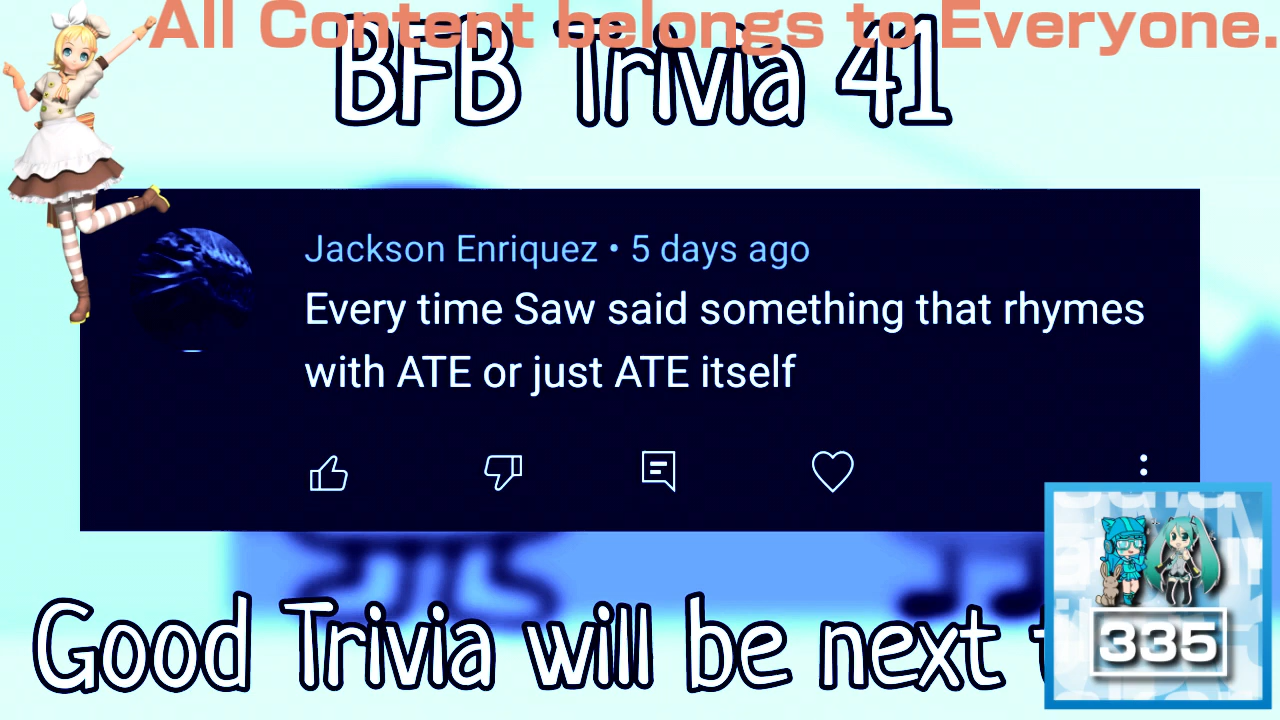 All Content belongs to Everyone.
BFB Trivia 41
Jackson Enriquez • 5 days ago
Every time Saw said something that rhymes
with ATE or just ATE itself
Good Trivia will be next
335